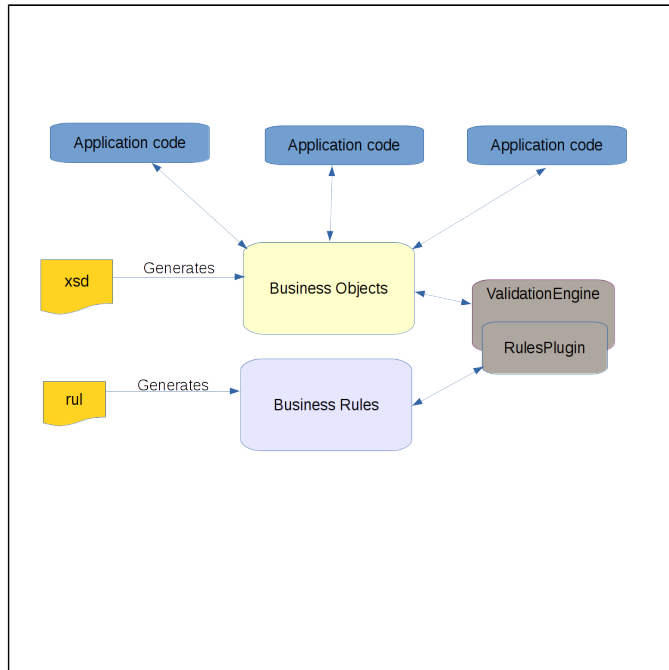 Application code
Application code
Application code
Generates
xsd
Business Objects
ValidationEngine
RulesPlugin
Generates
rul
Business Rules